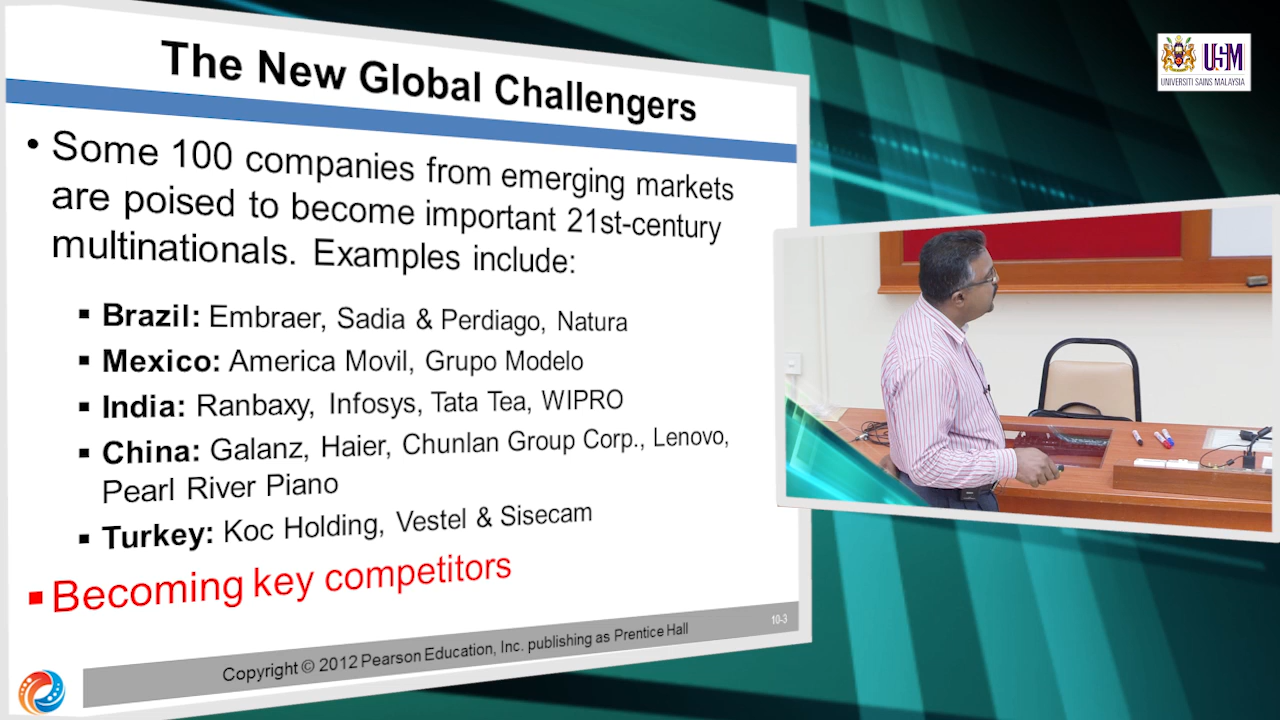 The New Global Challengers
• Some 100 companies from emerging markets
are poised to become important 21st-century
multinationals. Examples include:
▪ Brazil: Embraer, Sadia & Perdiago, Natura
▪ Mexico: America Movil, Grupo Modelo
▪ India: Ranbaxy, Infosys, Tata Tea, WIPRO
▪ China: Galanz, Haier, Chunlan Group Corp., Lenovo,
Pearl River Piano
▪ Turkey: Koc Holding, Vestel & Sisecam
▪ Becoming key competitors
Copyright © 2012 Pearson Education, Inc. publishing as Prentice Hall
10-3
USM
UNIVERSITI SAINS MALAYSIA